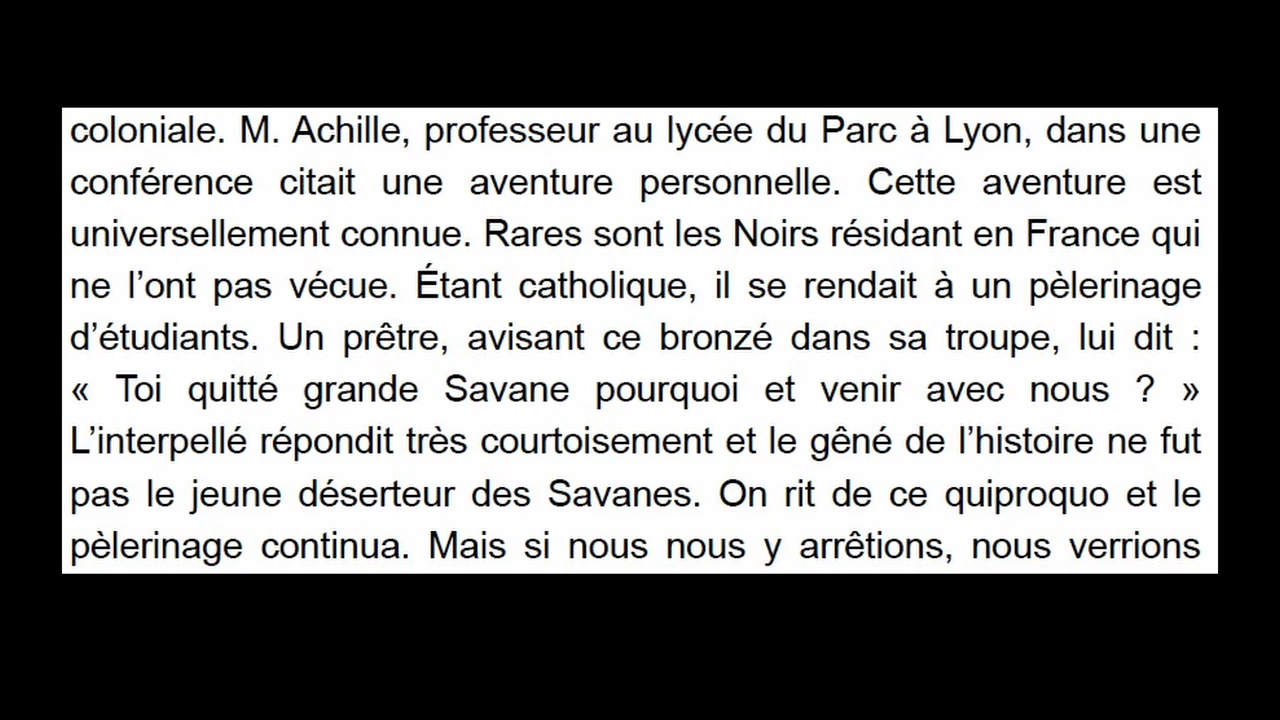 coloniale. M. Achille, professeur au lycée du Parc à Lyon, dans une
conférence citait une aventure personnelle. Cette aventure est
universellement connue. Rares sont les Noirs résidant en France qui
ne l’ont pas vécue. Étant catholique, il se rendait à un pèlerinage
d’étudiants. Un prêtre, avisant ce bronzé dans sa troupe, lui dit :
« Toi quitté grande Savane pourquoi et venir avec nous ? »
L’interpellé répondit très courtoisement et le gêné de l’histoire ne fut
pas le jeune déserteur des Savanes. On rit de ce quiproquo et le
pèlerinage continua. Mais si nous nous y arrêtions, nous verrions